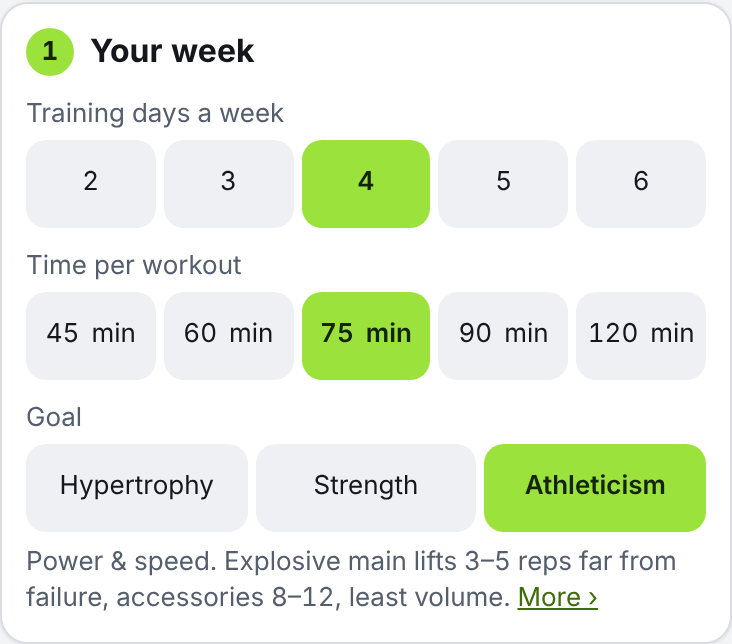 1 Your week
Training days a week
2 3 4 5 6
Time per workout
45 min 60 min 75 min 90 min 120 min
Goal
Hypertrophy Strength Athleticism
Power & speed. Explosive main lifts 3–5 reps far from
failure, accessories 8–12, least volume. More ›